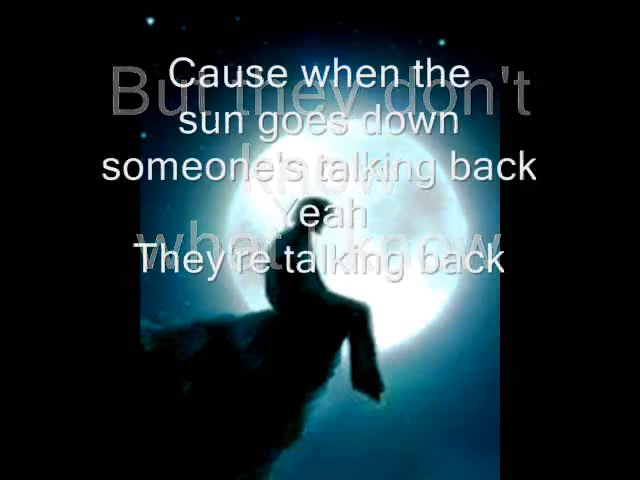 Cause when the
sun goes down
someone's talking back
Yeah
They're talking back
But they don't
know
what I know